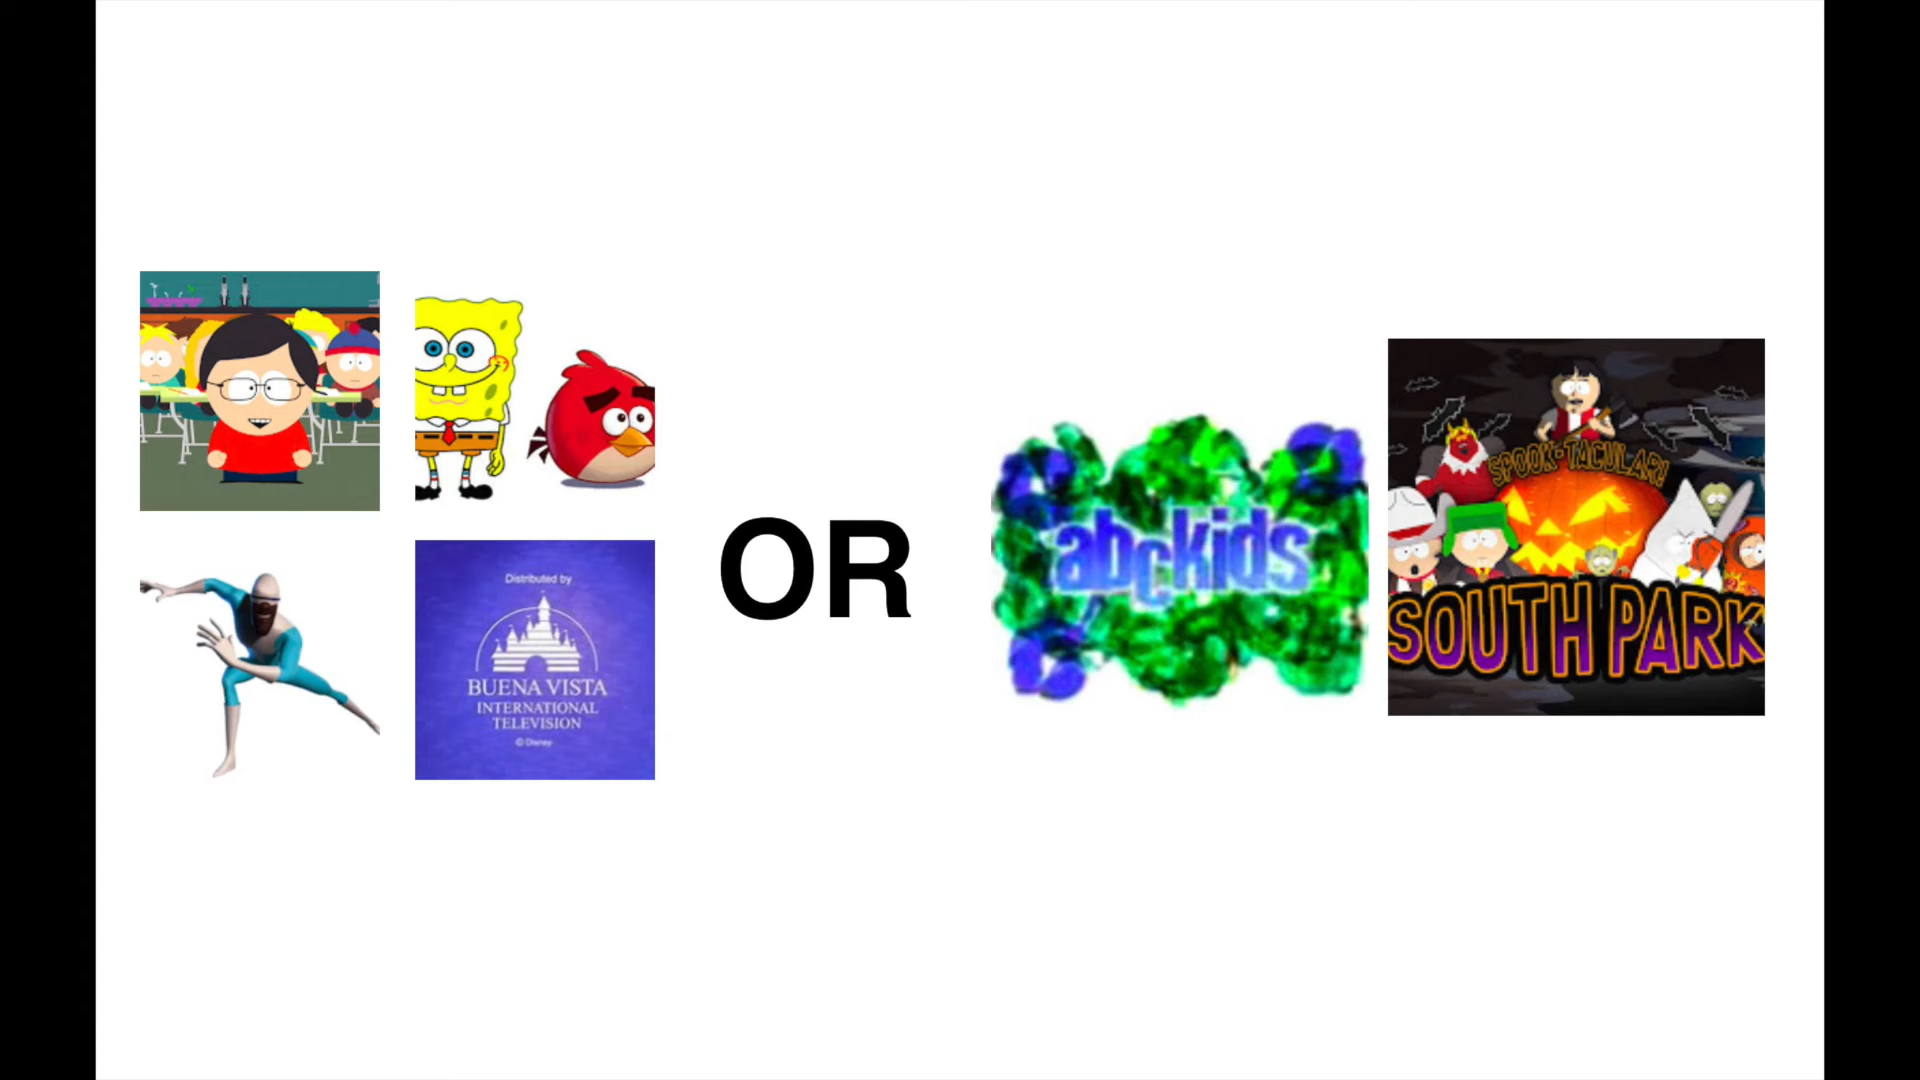 Distributed by
BUENA VISTA
INTERNATIONAL
TELEVISION
© Disney
OR
abckids
SPOOK-TACULAR!
SOUTH PARK